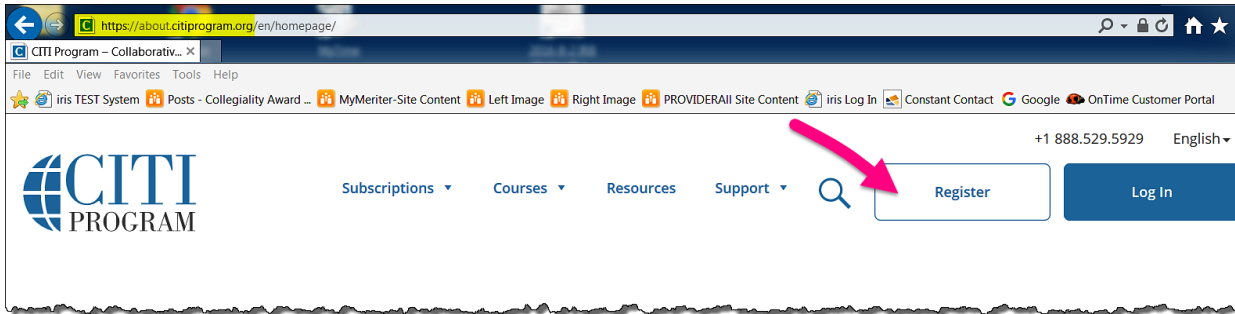 https://about.citiprogram.org/en/homepage/
CITI Program – Collaborativ...
File Edit View Favorites Tools Help
iris TEST System Posts - Collegiality Award ... MyMeriter-Site Content Left Image Right Image PROVIDERAll Site Content iris Log In Constant Contact Google OnTime Customer Portal
+1 888.529.5929 English
CITI
PROGRAM
Subscriptions Courses Resources Support Register Log In